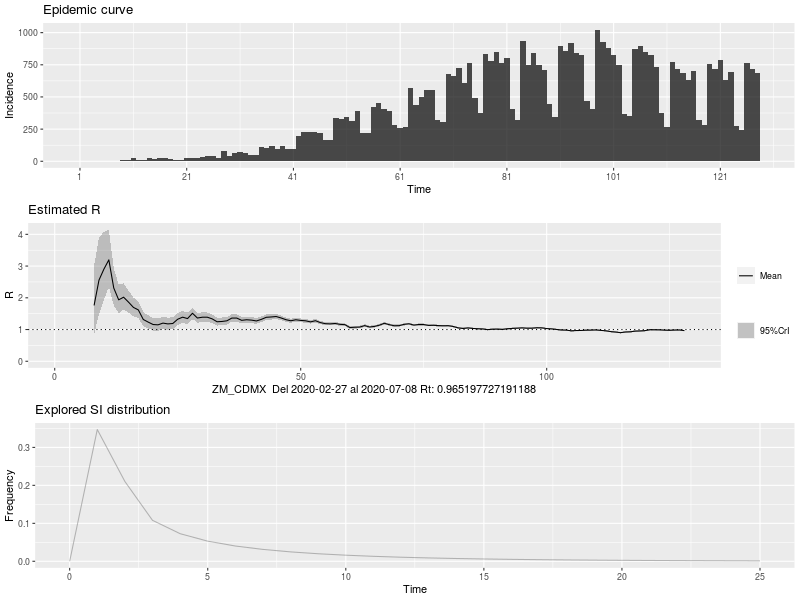 Epidemic curve
1000
750
500
250
0
Incidence
1 21 41 61 81 101 121
Time
Estimated R
4
3
2
1
0
R
Mean
95%CrI
0 50 100
ZM_CDMX Del 2020-02-27 al 2020-07-08 Rt: 0.965197727191188
Explored SI distribution
0.3
0.2
0.1
0.0
Frequency
0 5 10 15 20 25
Time